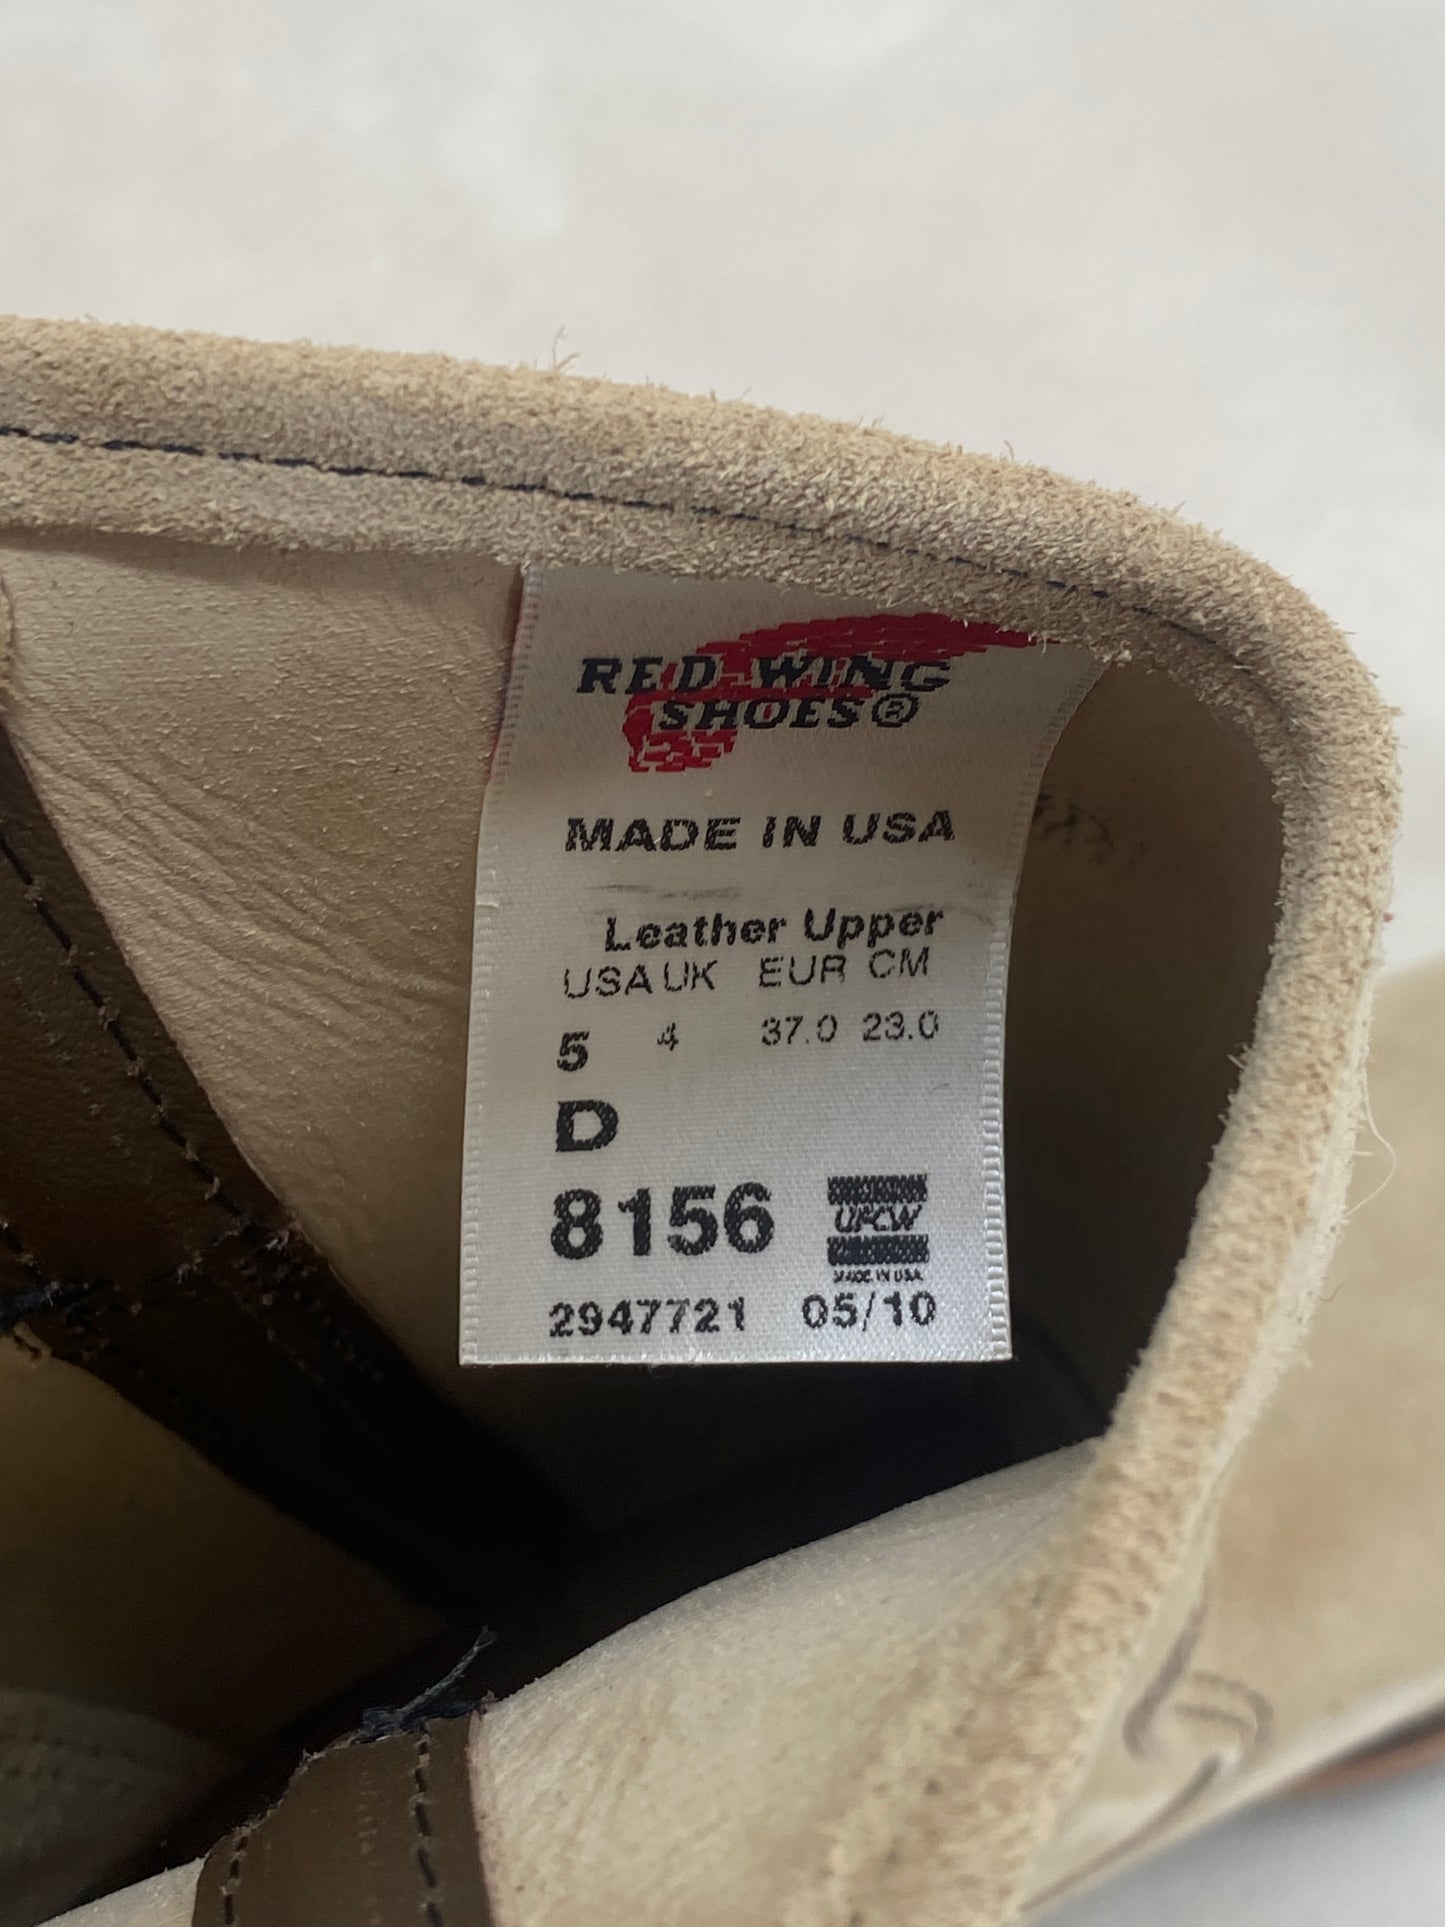 RED WING
SHOES®
MADE IN USA
Leather Upper
USA UK EUR CM
5 4 37.0 23.0
D
8156
UFCW
MADE IN U.S.A.
2947721 05/10